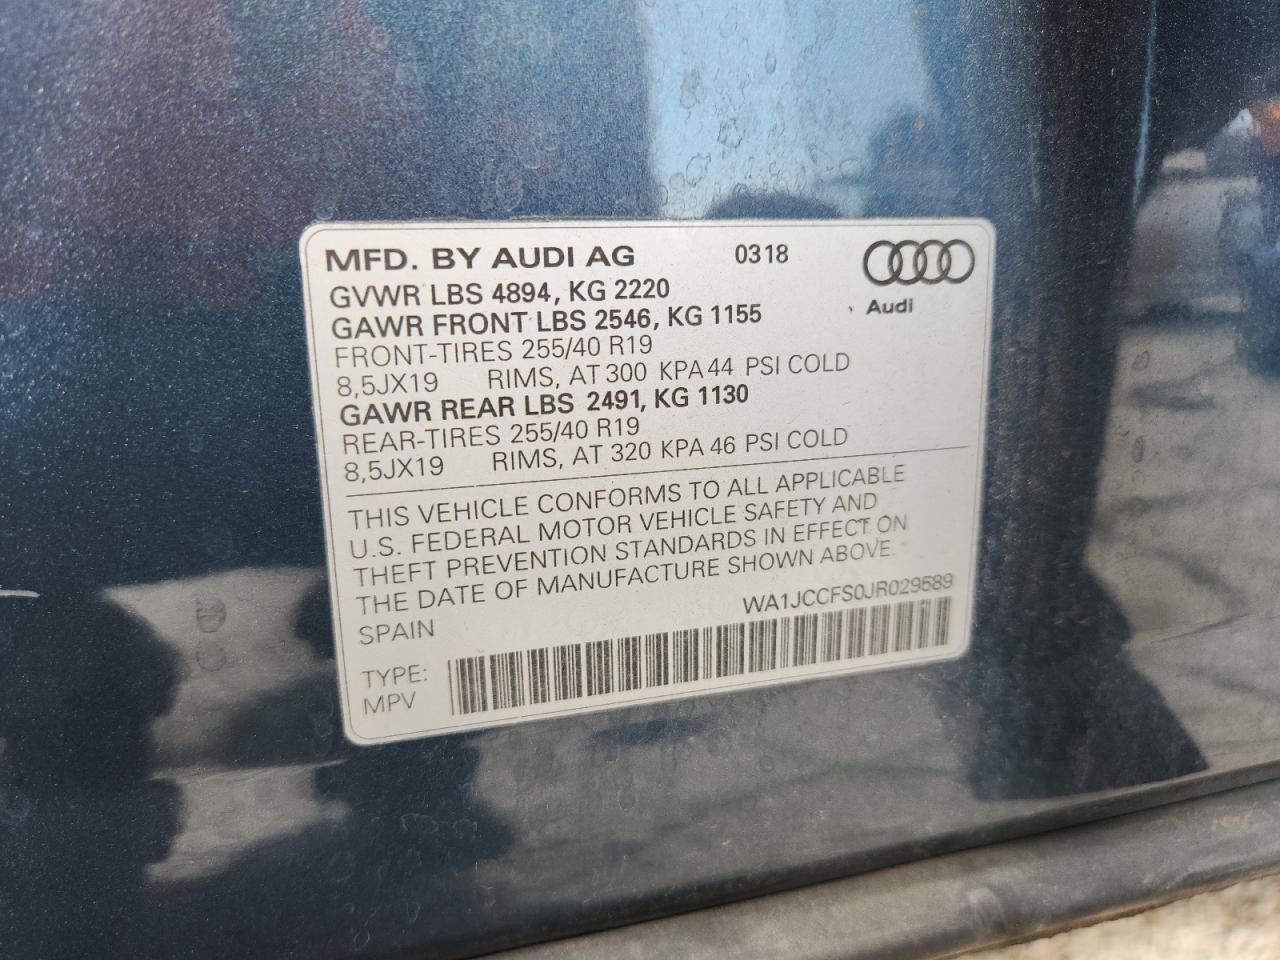 MFD. BY AUDI AG 0318
GVWR LBS 4894, KG 2220
GAWR FRONT LBS 2546, KG 1155
Audi
FRONT-TIRES 255/40 R19
8,5JX19 RIMS, AT 300 KPA 44 PSI COLD
GAWR REAR LBS 2491, KG 1130
REAR-TIRES 255/40 R19
8,5JX19 RIMS, AT 320 KPA 46 PSI COLD
THIS VEHICLE CONFORMS TO ALL APPLICABLE
U.S. FEDERAL MOTOR VEHICLE SAFETY AND
THEFT PREVENTION STANDARDS IN EFFECT ON
THE DATE OF MANUFACTURE SHOWN ABOVE.
SPAIN WA1JCCFS0JR029589
TYPE:
MPV